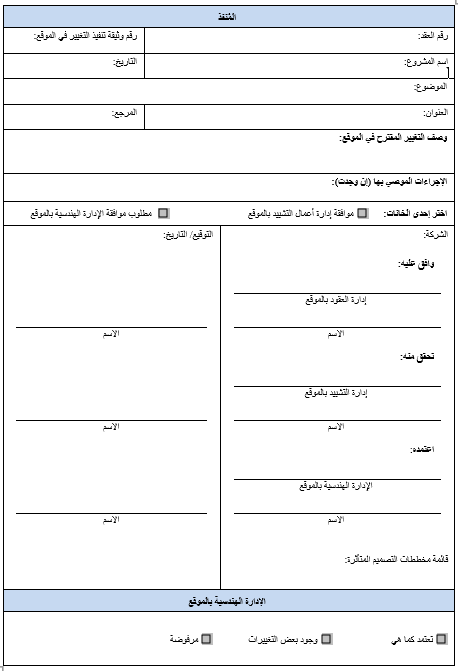 المُنفذ
رقم العقد: رقم وثيقة تنفيذ التغيير في الموقع:
اسم المشروع: التاريخ:
الموضوع:
العنوان: المرجع:
وصف التغيير المقترح في الموقع:
الإجراءات الموصي بها (إن وجدت):
اختر إحدى الخانات: موافقة إدارة أعمال التشييد بالموقع مطلوب موافقة الإدارة الهندسية بالموقع
الشركة: التوقيع/ التاريخ:
وافق عليه:
إدارة العقود بالموقع
الاسم الاسم
تحقق منه:
إدارة التشييد بالموقع
الاسم الاسم
اعتمده:
الإدارة الهندسية بالموقع
الاسم الاسم
قائمة مخططات التصميم المتأثرة:
الإدارة الهندسية بالموقع
تعتمد كما هي وجود بعض التغييرات مرفوضة